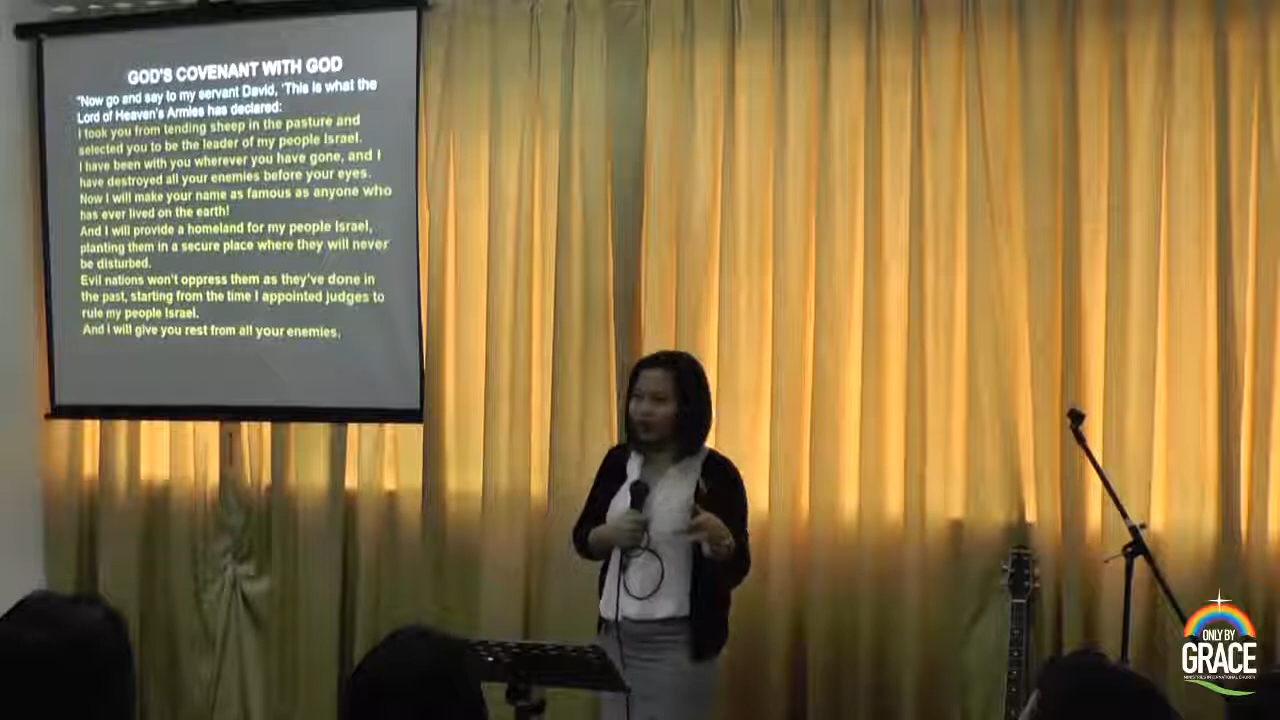 GOD'S COVENANT WITH GOD
"Now go and say to my servant David, 'This is what the
Lord of Heaven's Armies has declared:
I took you from tending sheep in the pasture and
selected you to be the leader of my people Israel.
I have been with you wherever you have gone, and I
have destroyed all your enemies before your eyes.
Now I will make your name as famous as anyone who
has ever lived on the earth!
And I will provide a homeland for my people Israel,
planting them in a secure place where they will never
be disturbed.
Evil nations won't oppress them as they've done in
the past, starting from the time I appointed judges to
rule my people Israel.
And I will give you rest from all your enemies.
ONLY BY
GRACE
MINISTRIES INTERNATIONAL CHURCH